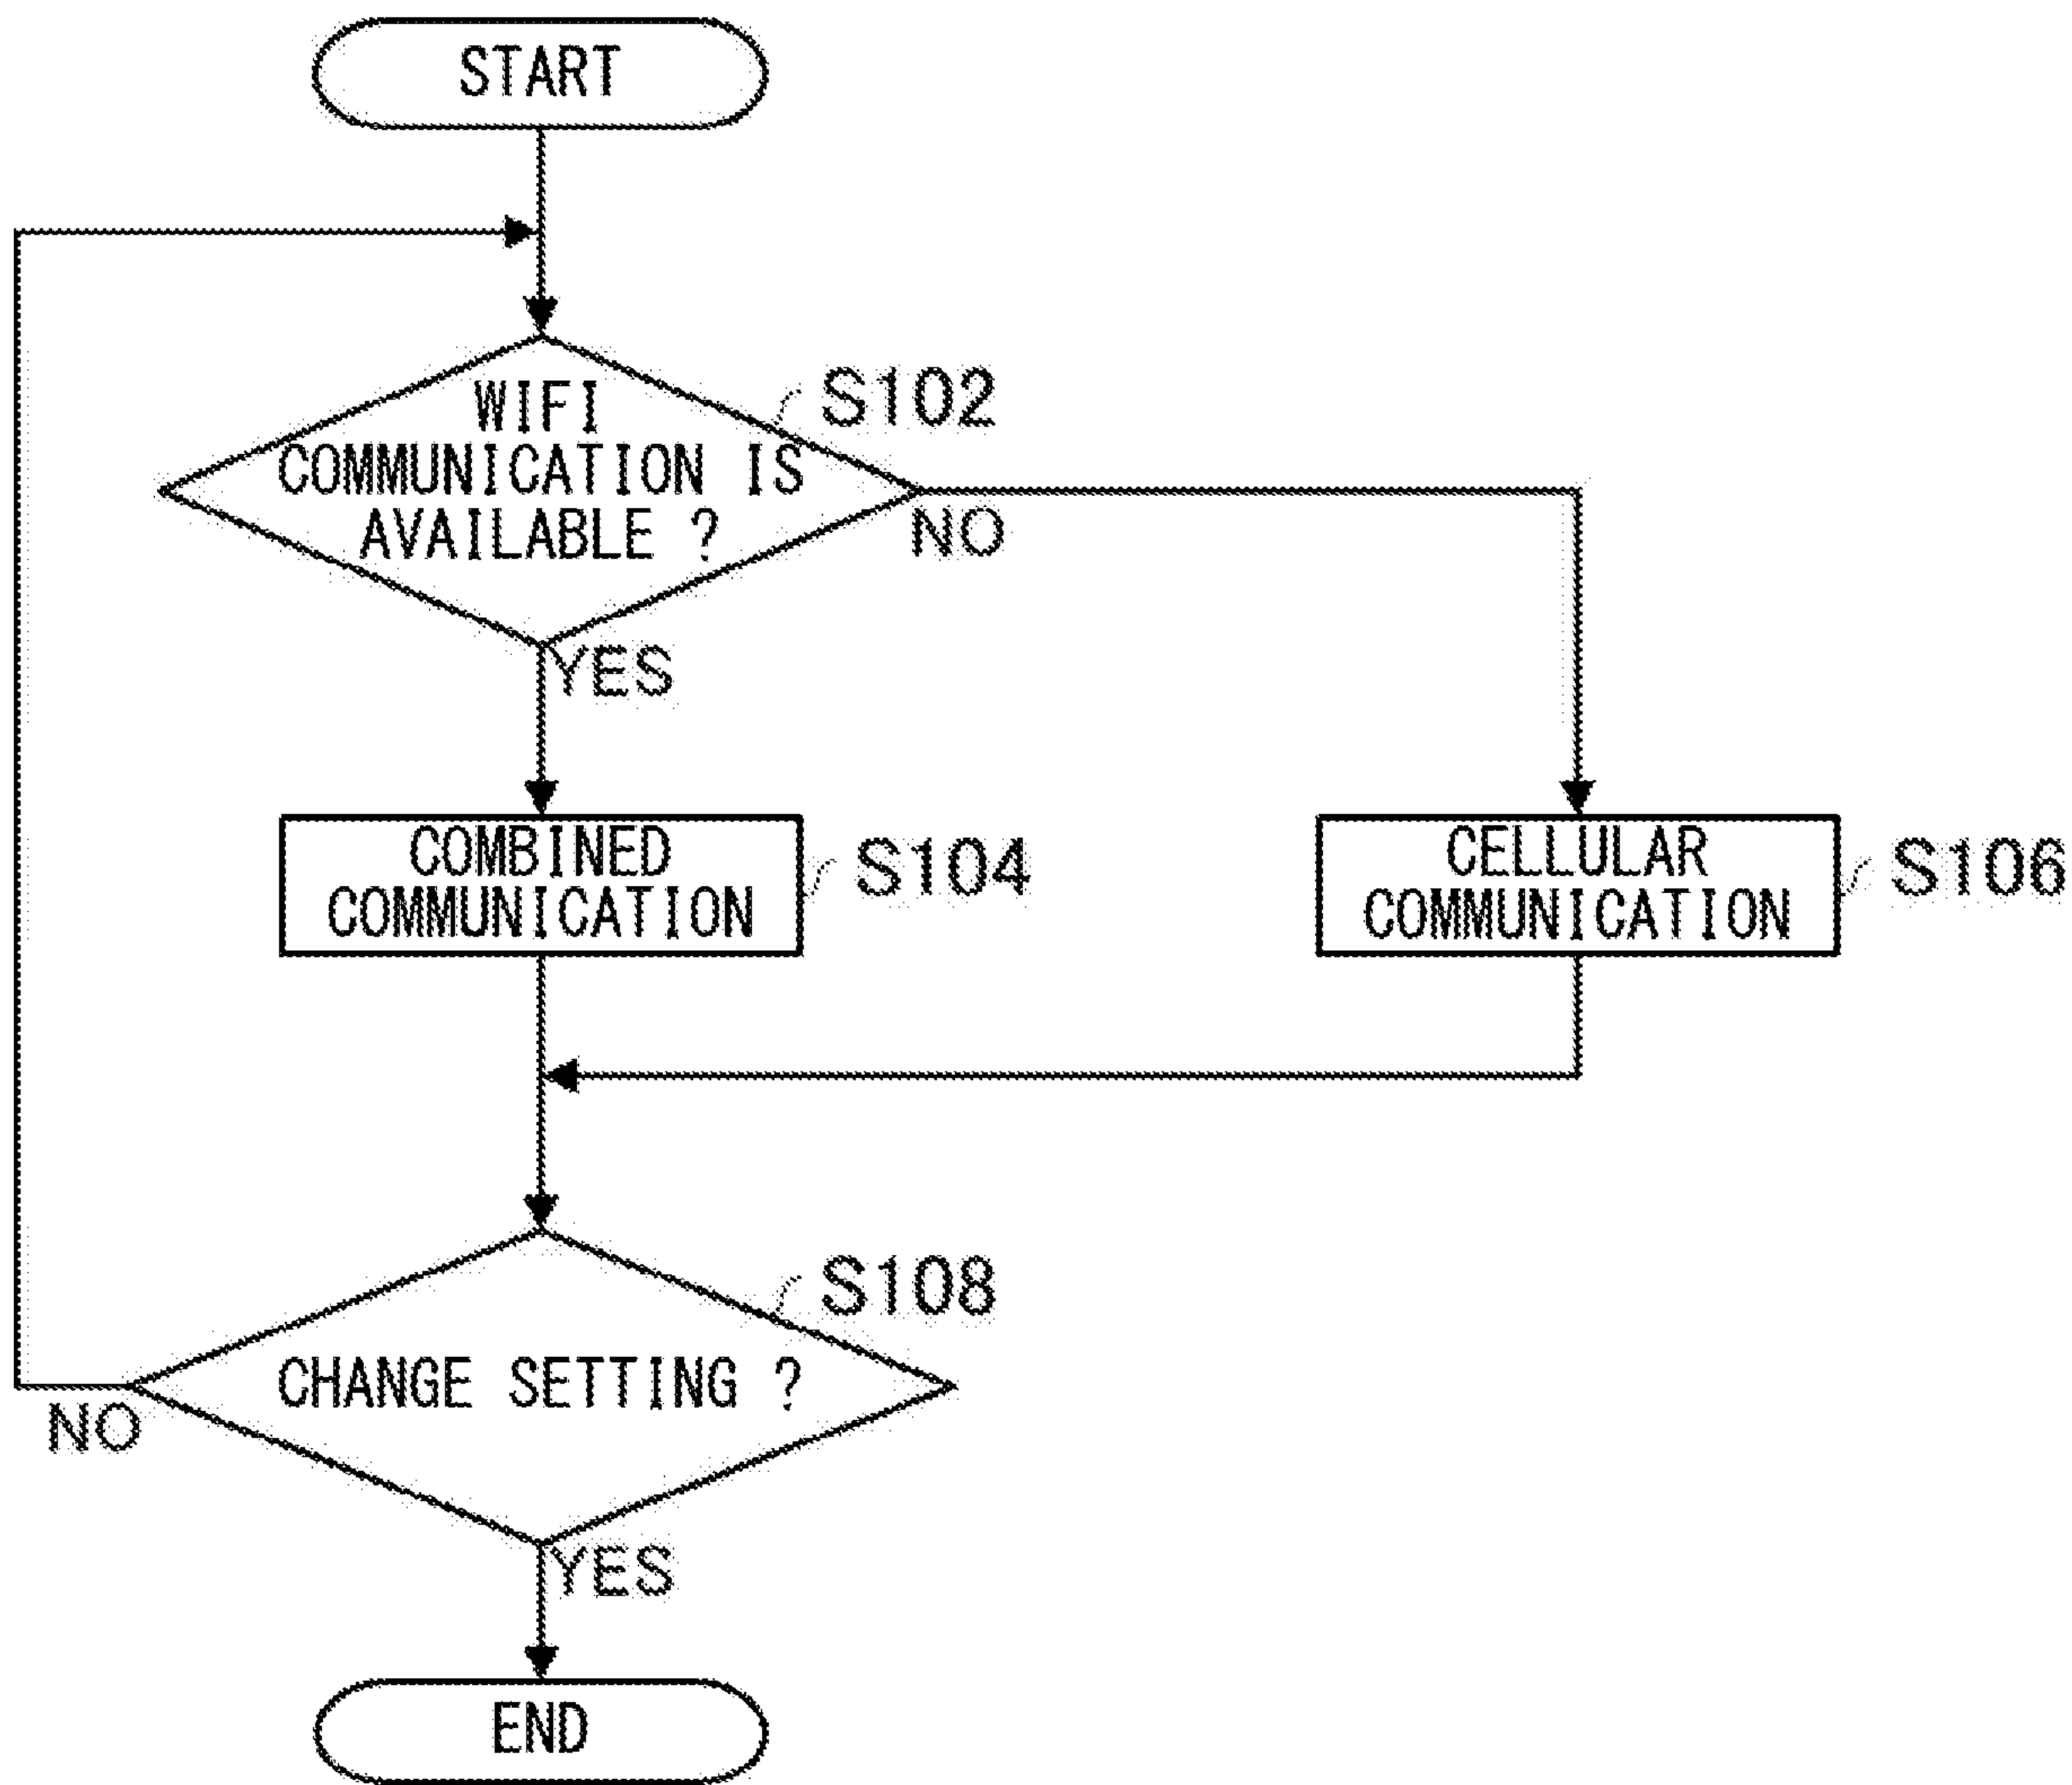 START
WIFI
COMMUNICATION IS
AVAILABLE ?
S102
NO
YES
COMBINED
COMMUNICATION
S104
CELLULAR
COMMUNICATION
S106
S108
CHANGE SETTING ?
NO
YES
END